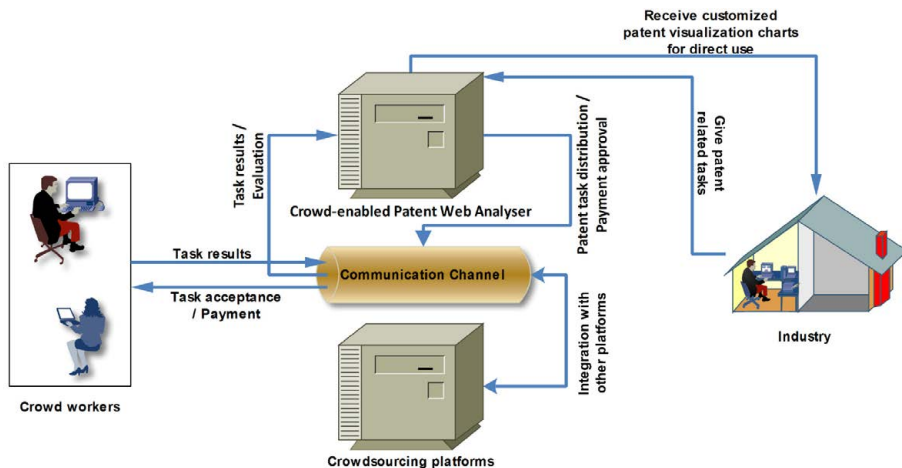 Receive customized
patent visualization charts
for direct use
Task results /
Evaluation
Patent task distribution /
Payment approval
Give patent
related tasks
Crowd-enabled Patent Web Analyser
Task results
Communication Channel
Task acceptance
/ Payment
Integration with
other platforms
Industry
Crowd workers
Crowdsourcing platforms